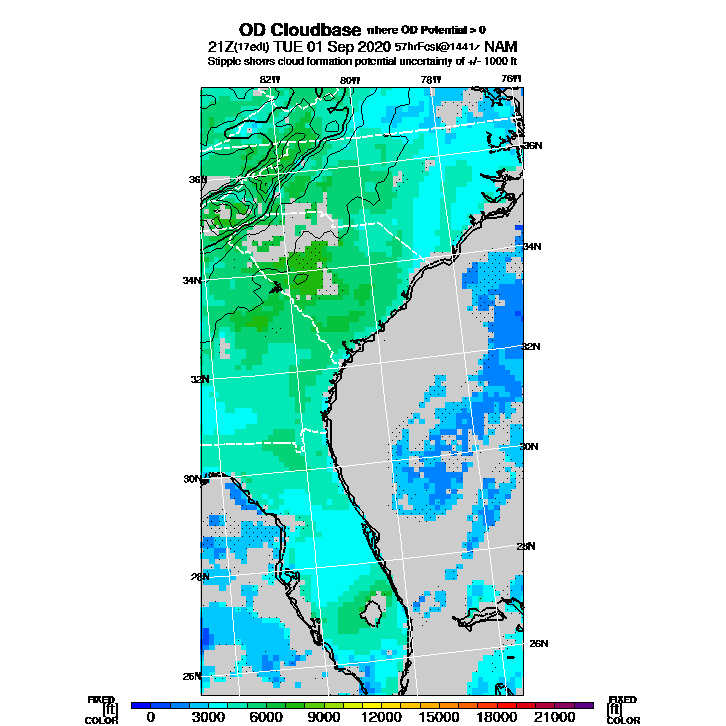 OD Cloudbase where OD Potential > 0
21Z(17edt) TUE 01 Sep 2020 57hrFcst@1441z NAM
Stipple shows cloud formation potential uncertainty of +/- 1000 ft
82W 80W 78W 76W
36N 36N
34N 34N
32N 32N
30N 30N
28N 28N
26N 26N
FIXED FIXED
[ft] 0 3000 6000 9000 12000 15000 18000 21000 [ft]
COLOR COLOR